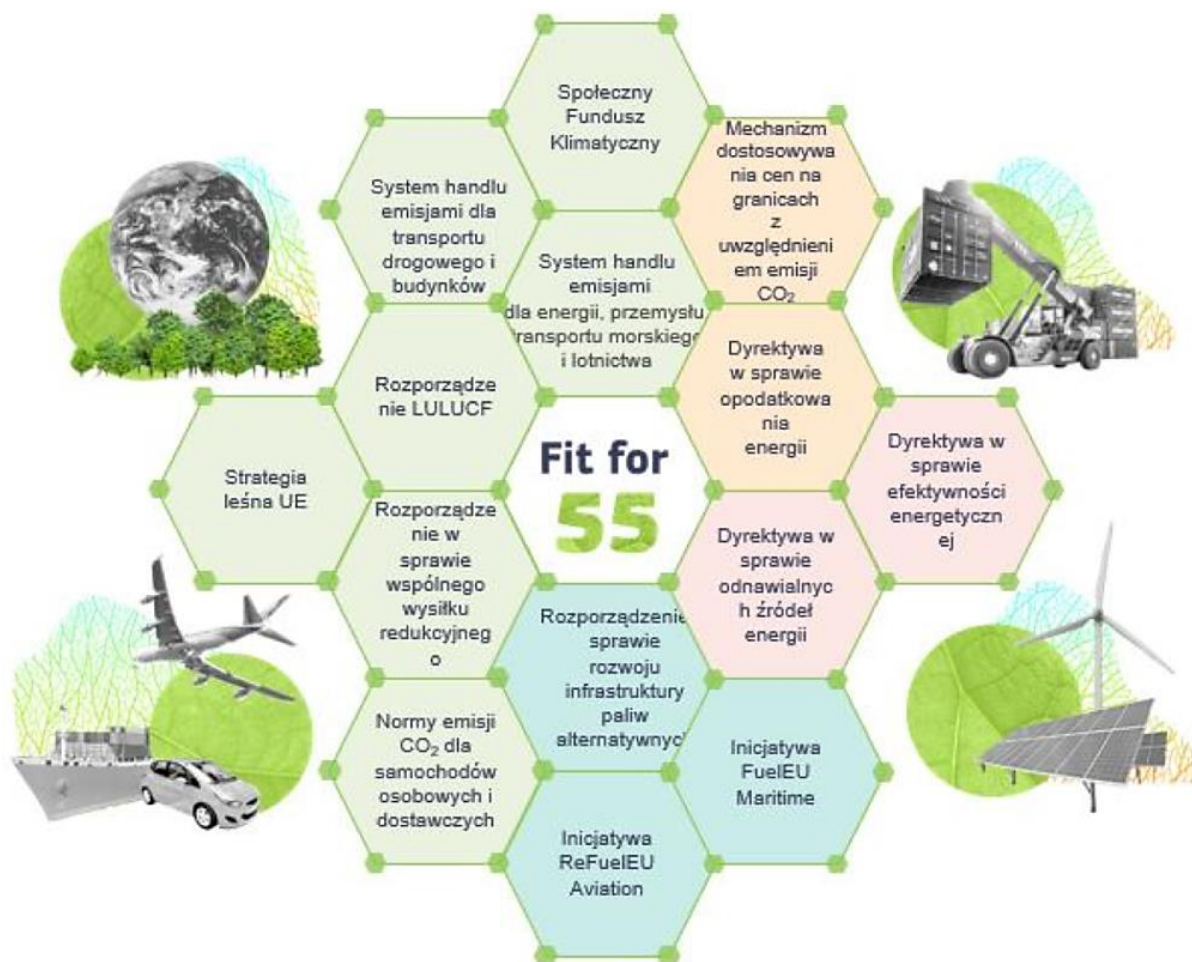 Społeczny
Fundusz
Klimatyczny
Mechanizm
dostosowywa
nia cen na
granicach
z
uwzględnieni
em emisji
CO₂
System handlu
emisjami dla
transportu
drogowego i
budynków
System handlu
emisjami
dla energii, przemysłu,
transportu morskiego
i lotnictwa
Rozporządze
nie LULUCF
Dyrektywa
w sprawie
opodatkowa
nia
energii
Strategia
leśna UE
Fit for
55
Dyrektywa w
sprawie
efektywności
energetyczn
ej
Rozporządze
nie w
sprawie
wspólnego
wysiłku
redukcyjneg
o
Dyrektywa w
sprawie
odnawialnyc
h źródeł
energii
Rozporządzenie
sprawie
rozwoju
infrastruktury
paliw
alternatywnych
Normy emisji
CO₂ dla
samochodów
osobowych i
dostawczych
Inicjatywa
FuelEU
Maritime
Inicjatywa
ReFuelEU
Aviation